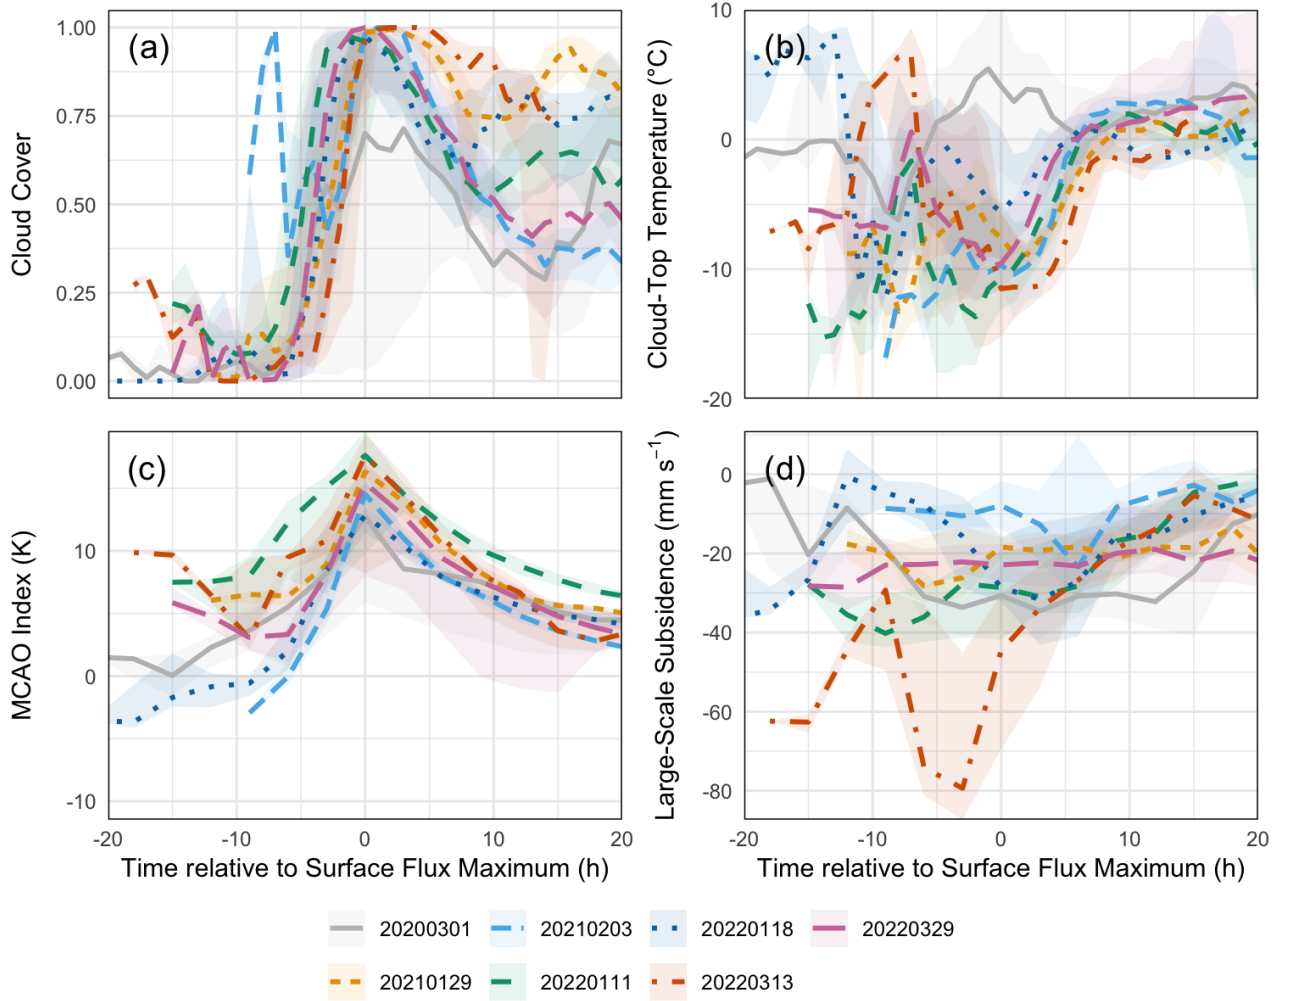 (a)
Cloud Cover
1.00
0.75
0.50
0.25
0.00
(b)
Cloud-Top Temperature (°C)
10
0
-10
-20
(c)
MCAO Index (K)
10
0
-10
-20 -10 0 10 20
Time relative to Surface Flux Maximum (h)
(d)
Large-Scale Subsidence (mm s⁻¹)
0
-20
-40
-60
-80
-20 -10 0 10 20
Time relative to Surface Flux Maximum (h)
20200301 20210203 20220118 20220329
20210129 20220111 20220313